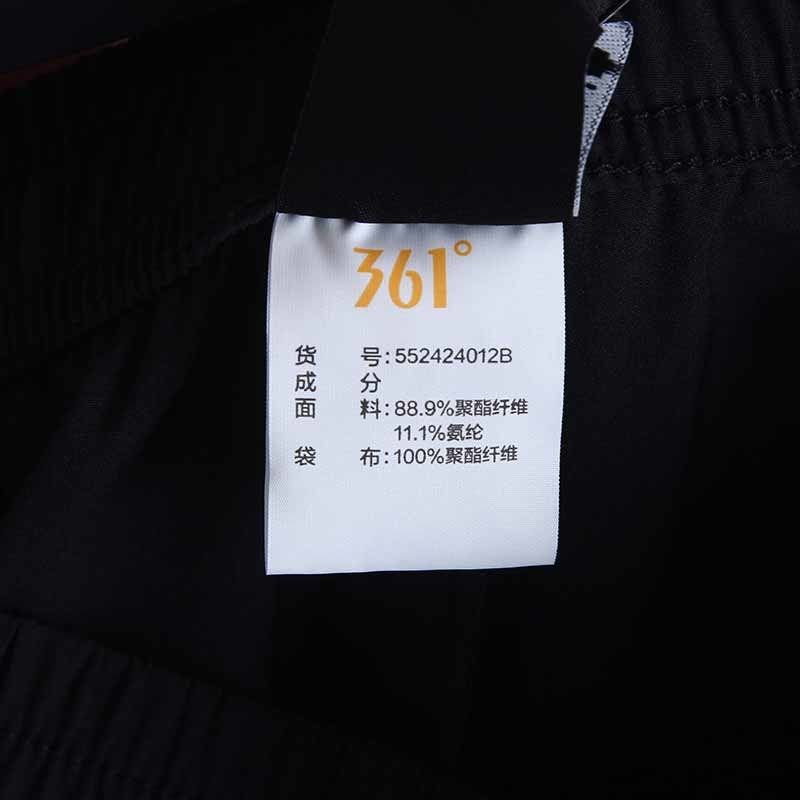 361°
货 号:552424012B
成 分
面 料:88.9%聚酯纤维
11.1%氨纶
袋 布:100%聚酯纤维